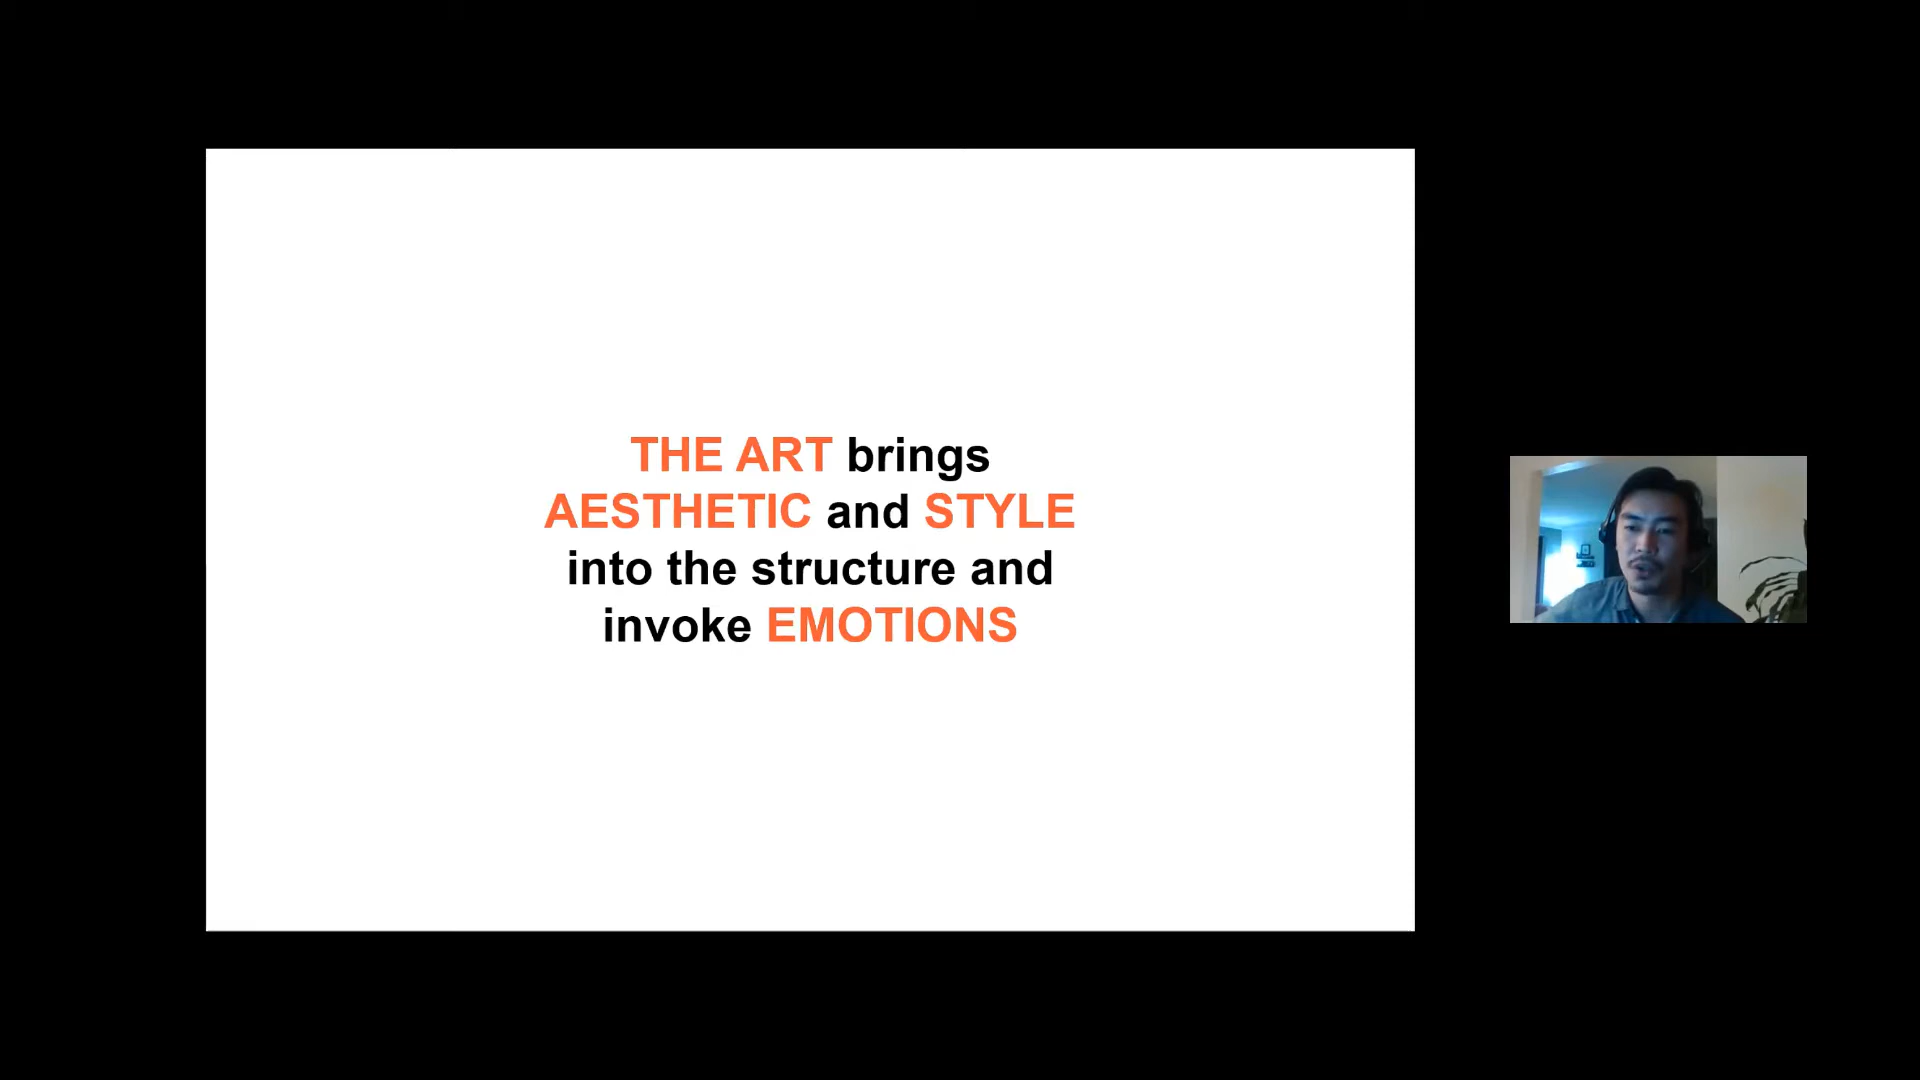 THE ART brings
AESTHETIC and STYLE
into the structure and
invoke EMOTIONS